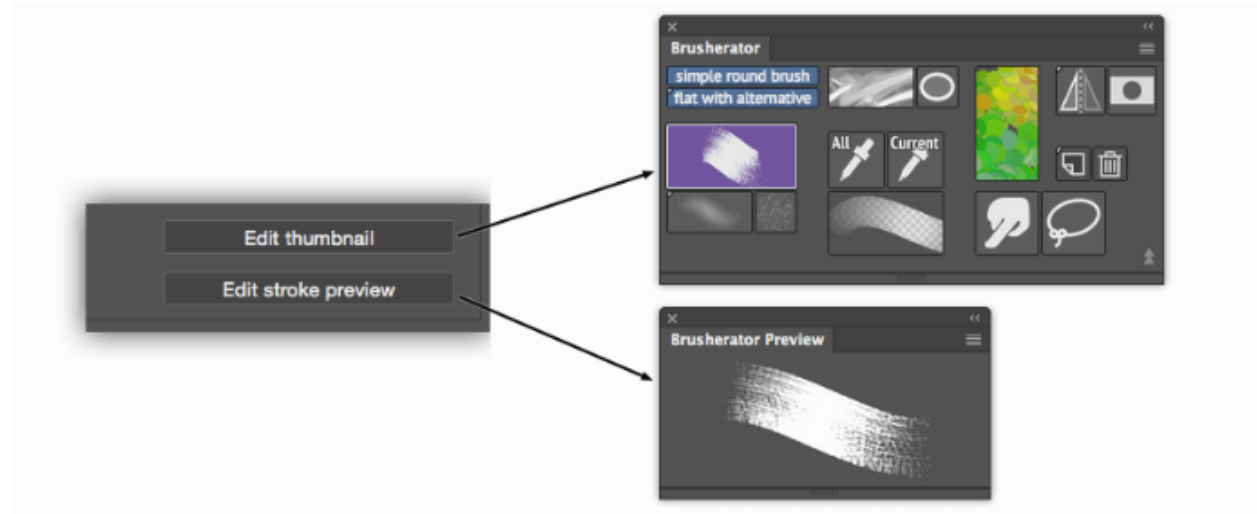 Brusherator
simple round brush
flat with alternative
All
Current
Edit thumbnail
Edit stroke preview
Brusherator Preview